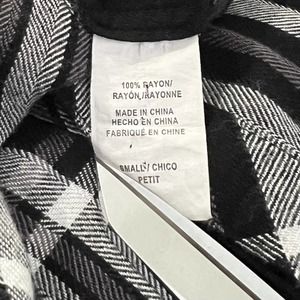 100% RAYON/
RAYÓN/RAYONNE
MADE IN CHINA
HECHO EN CHINA
FABRIQUÉ EN CHINE
SMALL/ CHICO
PETIT